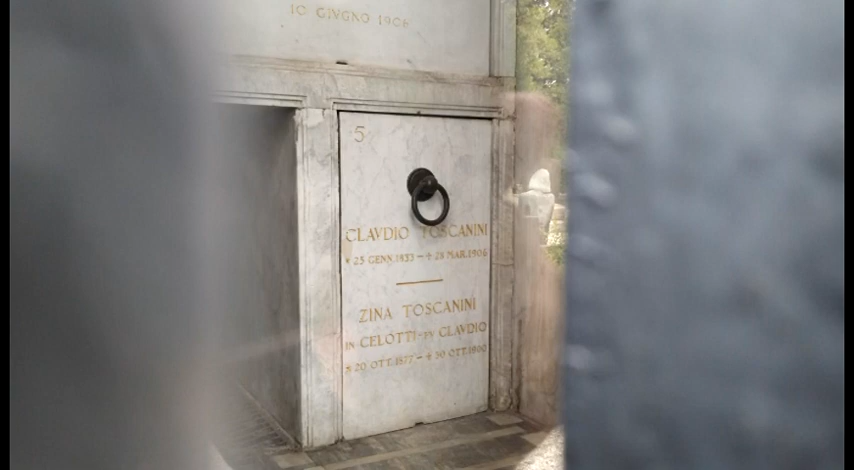 10 GIVGNO 1906
5
CLAVDIO TOSCANINI
* 25 GENN. 1833 – ✝ 28 MAR. 1906
ZINA TOSCANINI
IN CELOTTI - FV CLAVDIO
* 20 OTT. 1877 – ✝ 30 OTT. 1900